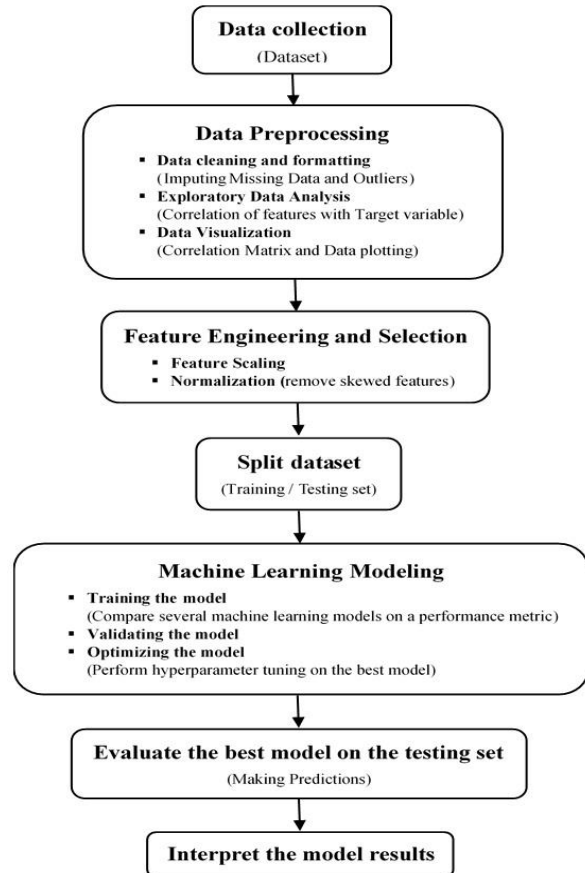 Data collection
(Dataset)
Data Preprocessing
▪ Data cleaning and formatting
(Imputing Missing Data and Outliers)
▪ Exploratory Data Analysis
(Correlation of features with Target variable)
▪ Data Visualization
(Correlation Matrix and Data plotting)
Feature Engineering and Selection
▪ Feature Scaling
▪ Normalization (remove skewed features)
Split dataset
(Training / Testing set)
Machine Learning Modeling
▪ Training the model
(Compare several machine learning models on a performance metric)
▪ Validating the model
▪ Optimizing the model
(Perform hyperparameter tuning on the best model)
Evaluate the best model on the testing set
(Making Predictions)
Interpret the model results